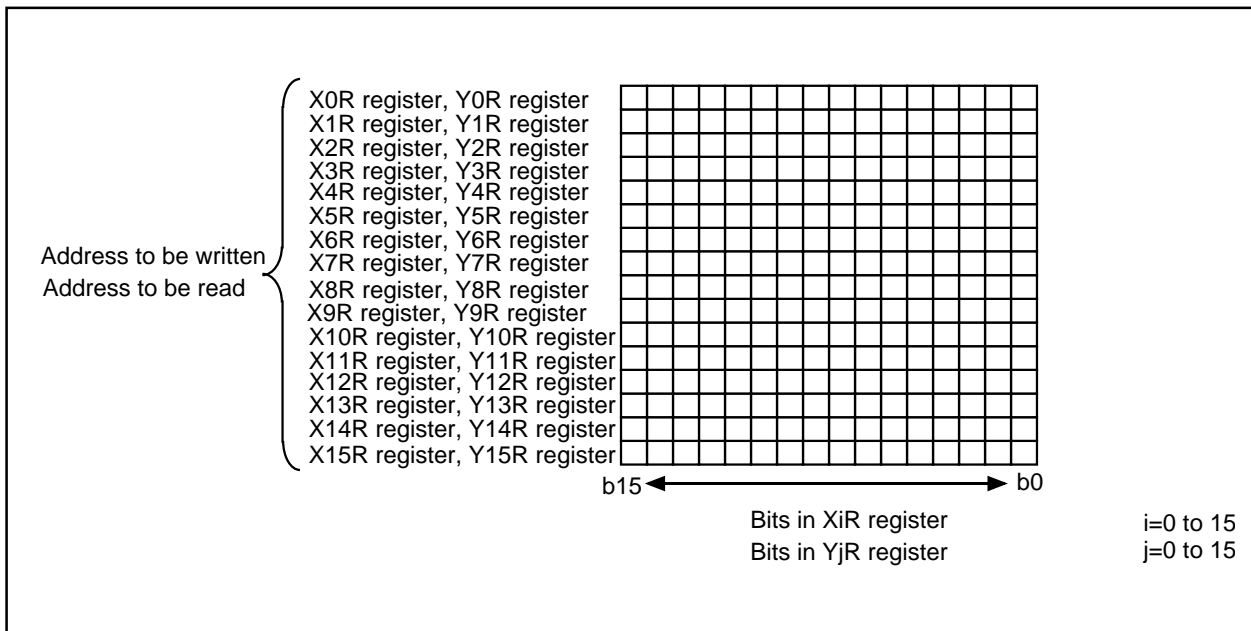 X0R register, Y0R register
X1R register, Y1R register
X2R register, Y2R register
X3R register, Y3R register
X4R register, Y4R register
X5R register, Y5R register
X6R register, Y6R register
X7R register, Y7R register
X8R register, Y8R register
X9R register, Y9R register
X10R register, Y10R register
X11R register, Y11R register
X12R register, Y12R register
X13R register, Y13R register
X14R register, Y14R register
X15R register, Y15R register
Address to be written
Address to be read
b15 b0
Bits in XiR register i=0 to 15
Bits in YjR register j=0 to 15